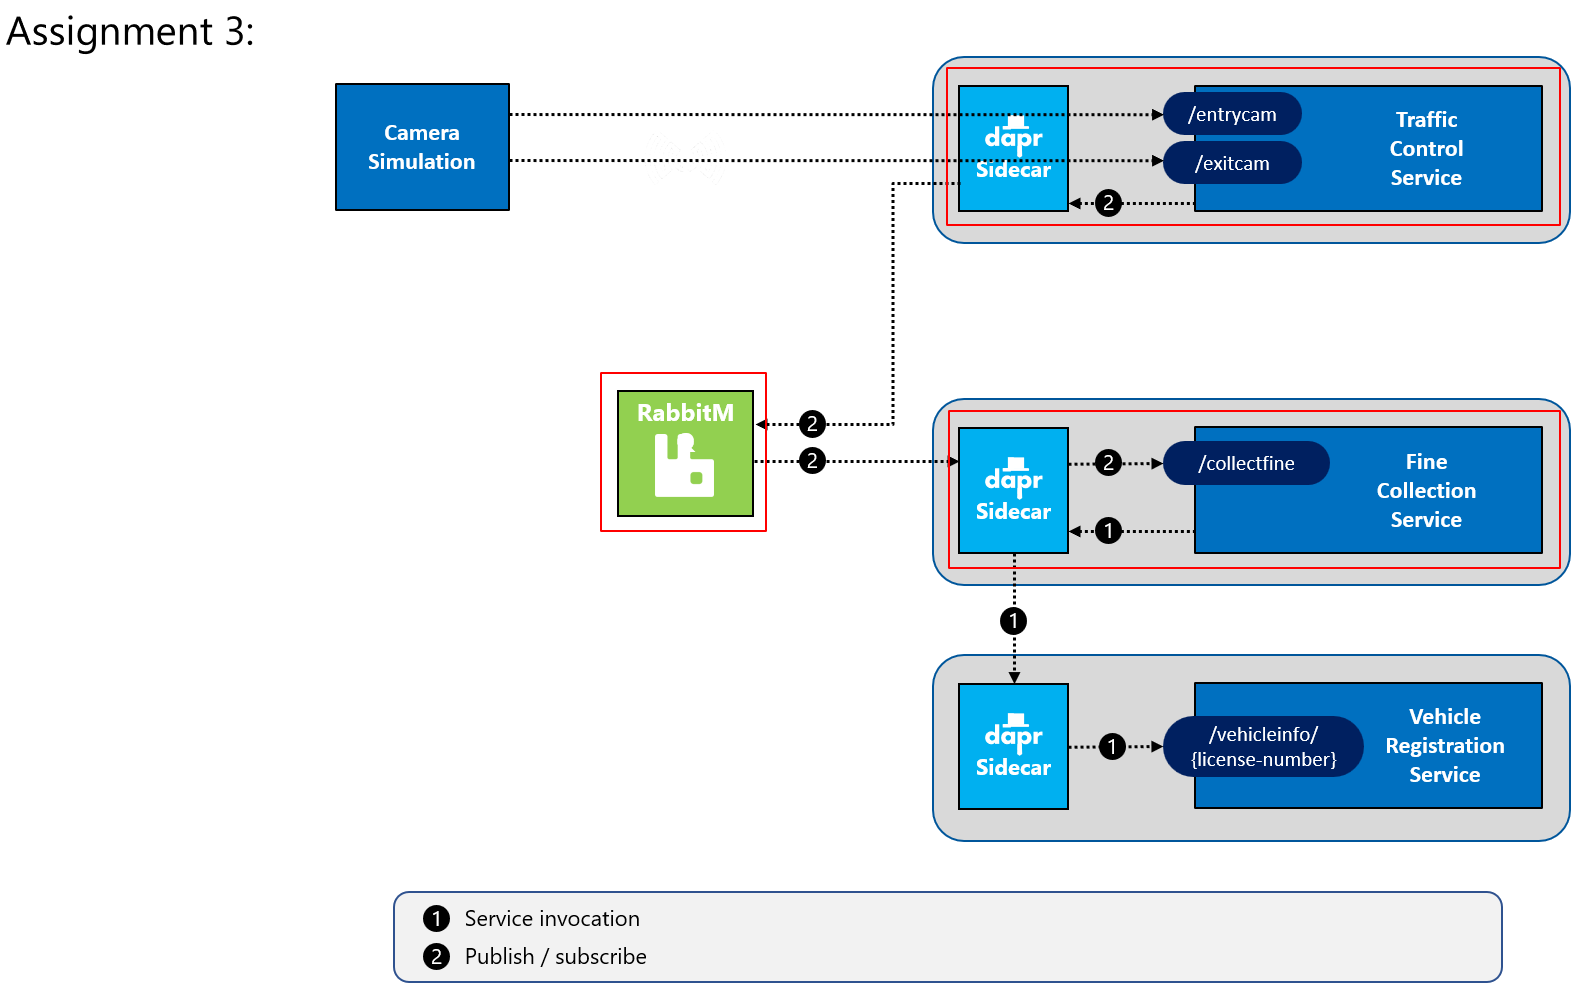 Assignment 3:
Camera
Simulation
dapr
Sidecar
/entrycam
/exitcam
2
Traffic
Control
Service
RabbitM
2
2
dapr
Sidecar
2
/collectfine
1
Fine
Collection
Service
1
dapr
Sidecar
1
/vehicleinfo/
{license-number}
Vehicle
Registration
Service
1 Service invocation
2 Publish / subscribe